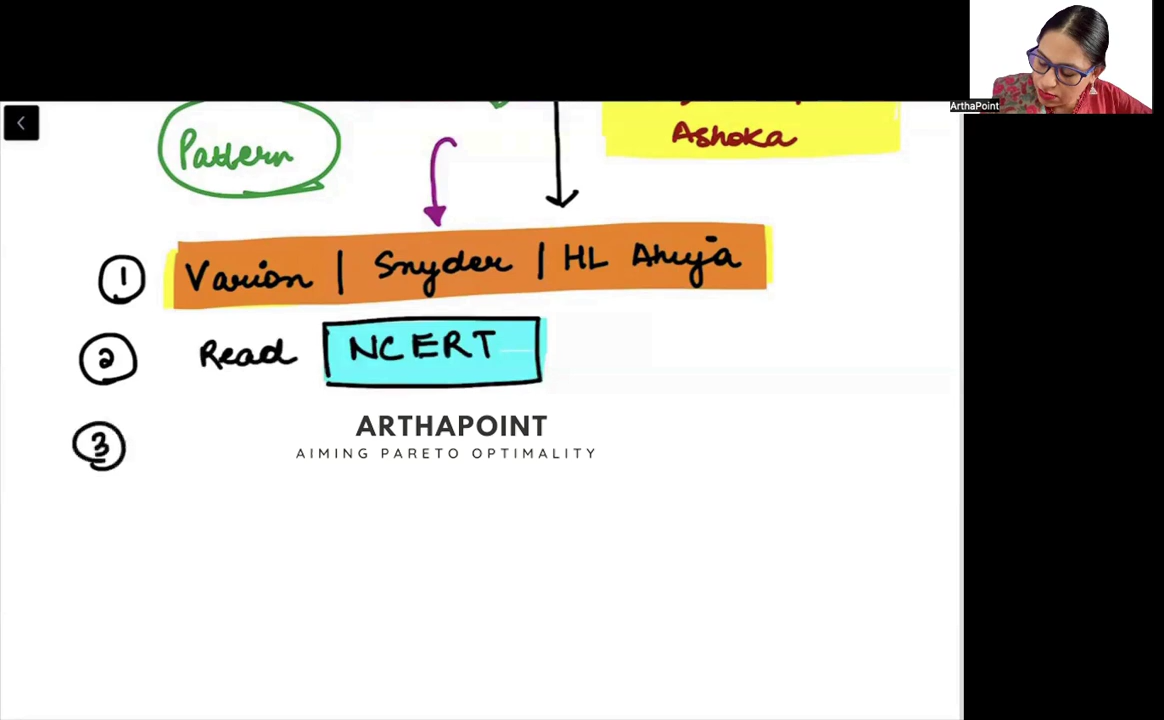 ArthaPoint
Ashoka
Pattern
1 Varian | Snyder | HL Ahuja
2 Read NCERT
3
ARTHAPOINT
AIMING PARETO OPTIMALITY